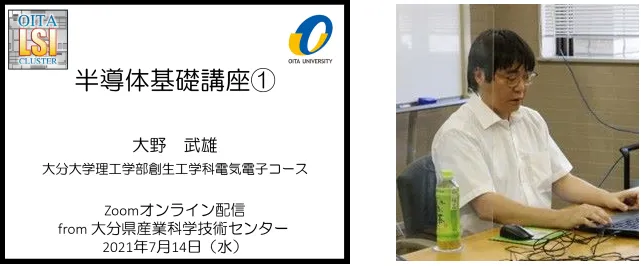 OITA
LSI
CLUSTER
OITA UNIVERSITY
半導体基礎講座①
大野　武雄
大分大学理工学部創生工学科電気電子コース
Zoomオンライン配信
from 大分県産業科学技術センター
2021年7月14日（水）